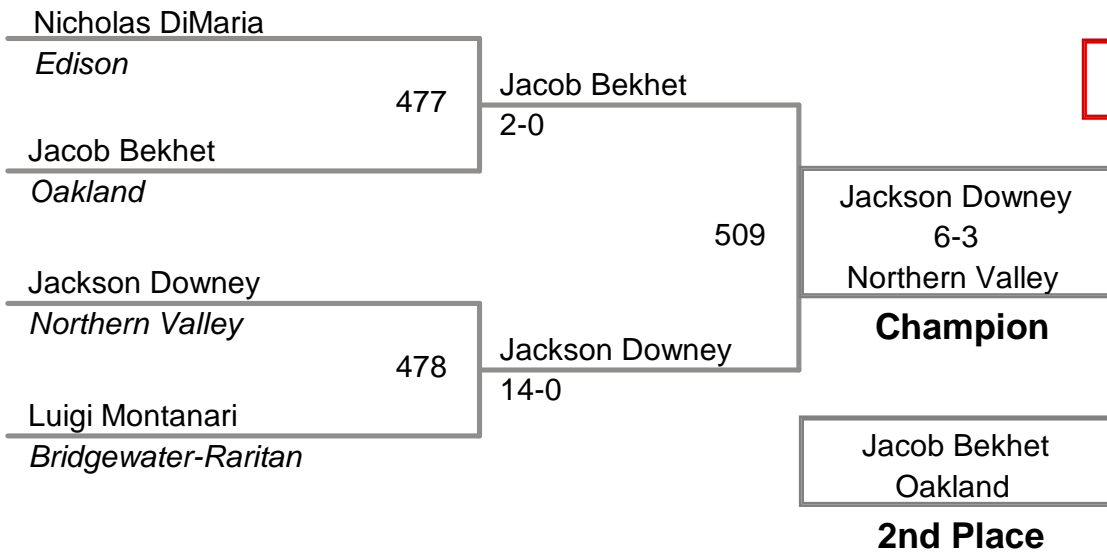 Nicholas DiMaria
Edison
477
Jacob Bekhet
2-0
Jacob Bekhet
Oakland
509
Jackson Downey
6-3
Northern Valley
Champion
Jackson Downey
Northern Valley
478
Jackson Downey
14-0
Luigi Montanari
Bridgewater-Raritan
Jacob Bekhet
Oakland
2nd Place